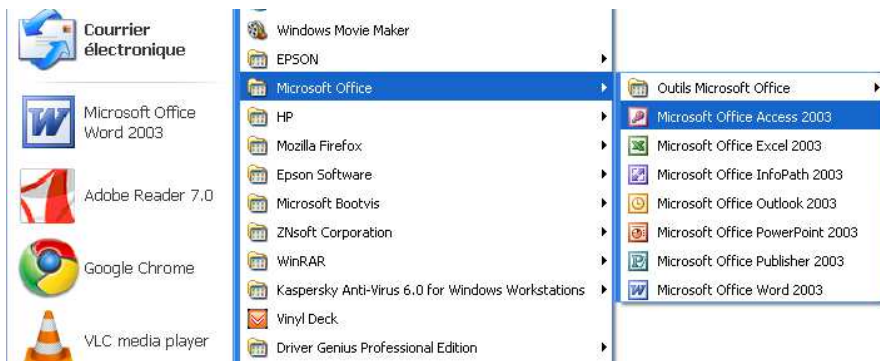 Courrier
électronique
Microsoft Office
Word 2003
Adobe Reader 7.0
Google Chrome
VLC media player
Windows Movie Maker
EPSON
Microsoft Office
HP
Mozilla Firefox
Epson Software
Microsoft Bootvis
ZNsoft Corporation
WinRAR
Kaspersky Anti-Virus 6.0 for Windows Workstations
Vinyl Deck
Driver Genius Professional Edition
Outils Microsoft Office
Microsoft Office Access 2003
Microsoft Office Excel 2003
Microsoft Office InfoPath 2003
Microsoft Office Outlook 2003
Microsoft Office PowerPoint 2003
Microsoft Office Publisher 2003
Microsoft Office Word 2003